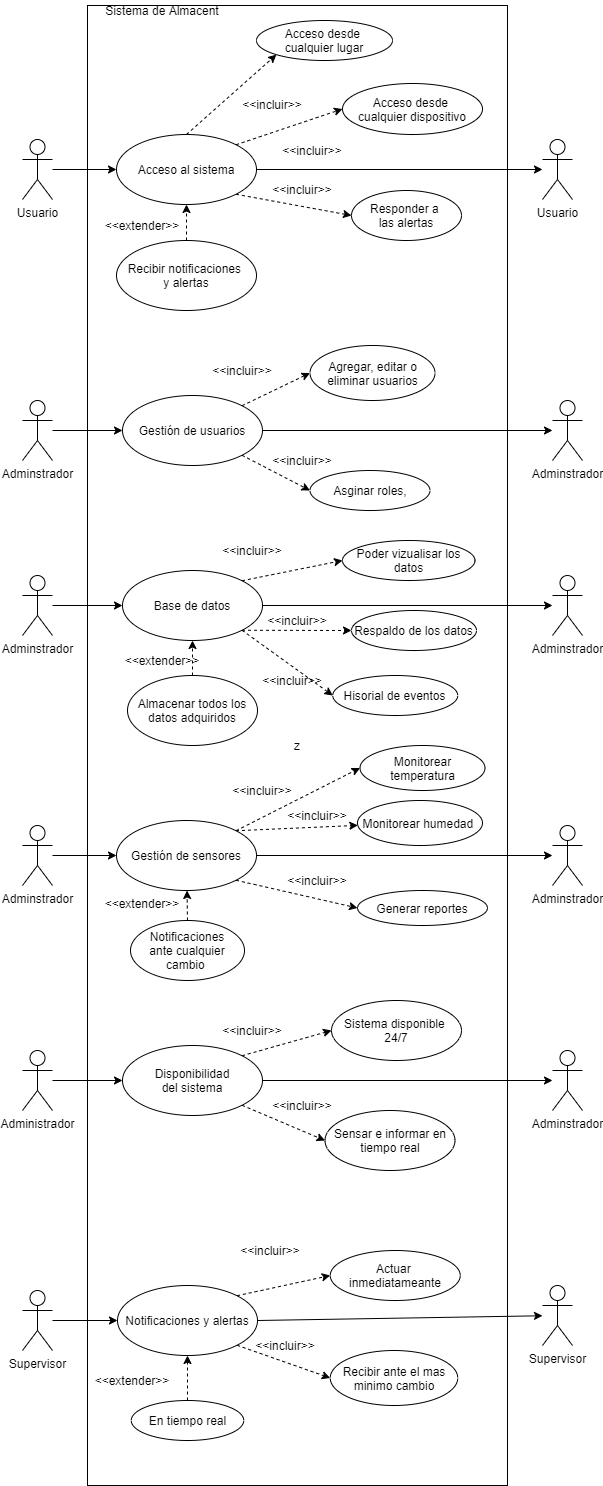 Sistema de Almacent
Acceso desde
cualquier lugar
<<incluir>>
Acceso desde
cualquier dispositivo
<<incluir>>
Acceso al sistema
<<incluir>>
Responder a
las alertas
Usuario
Usuario
<<extender>>
Recibir notificaciones
y alertas
<<incluir>>
Agregar, editar o
eliminar usuarios
Gestión de usuarios
<<incluir>>
Adminstrador
Adminstrador
Asginar roles,
<<incluir>>
Poder vizualisar los
datos
Base de datos
<<incluir>>
Respaldo de los datos
Adminstrador
Adminstrador
<<extender>>
<<incluir>>
Almacenar todos los
datos adquiridos
Hisorial de eventos
z
Monitorear
temperatura
<<incluir>>
<<incluir>>
Monitorear humedad
Gestión de sensores
<<incluir>>
Adminstrador
Adminstrador
<<extender>>
Generar reportes
Notificaciones
ante cualquier
cambio
<<incluir>>
Sistema disponible
24/7
Disponibilidad
del sistema
<<incluir>>
Administrador
Adminstrador
Sensar e informar en
tiempo real
<<incluir>>
Actuar
inmediatameante
Notificaciones y alertas
<<incluir>>
Supervisor
Supervisor
<<extender>>
Recibir ante el mas
minimo cambio
En tiempo real